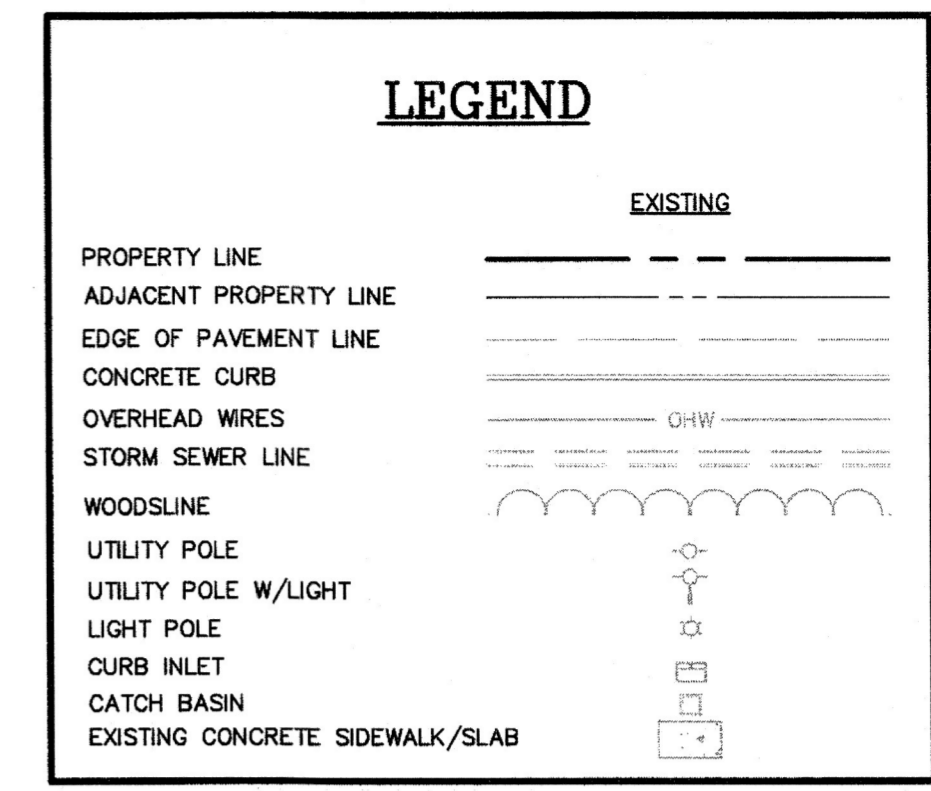 LEGEND
EXISTING
PROPERTY LINE
ADJACENT PROPERTY LINE
EDGE OF PAVEMENT LINE
CONCRETE CURB
OVERHEAD WIRES OHW
STORM SEWER LINE
WOODSLINE
UTILITY POLE
UTILITY POLE W/LIGHT
LIGHT POLE
CURB INLET
CATCH BASIN
EXISTING CONCRETE SIDEWALK/SLAB